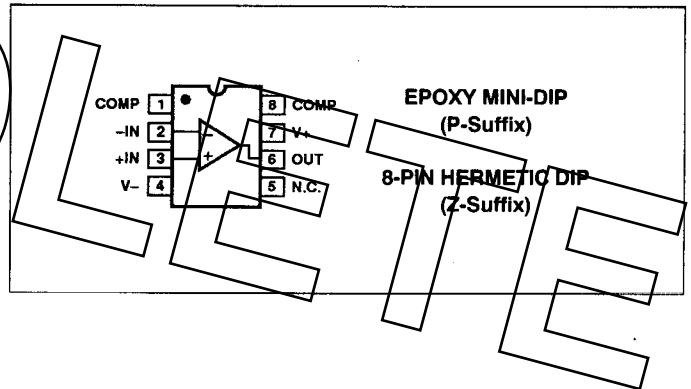 COMP 1 8 COMP
–IN 2 – 7 V+
+IN 3 + 6 OUT
V– 4 5 N.C.
EPOXY MINI-DIP
(P-Suffix)
8-PIN HERMETIC DIP
(Z-Suffix)
LETE